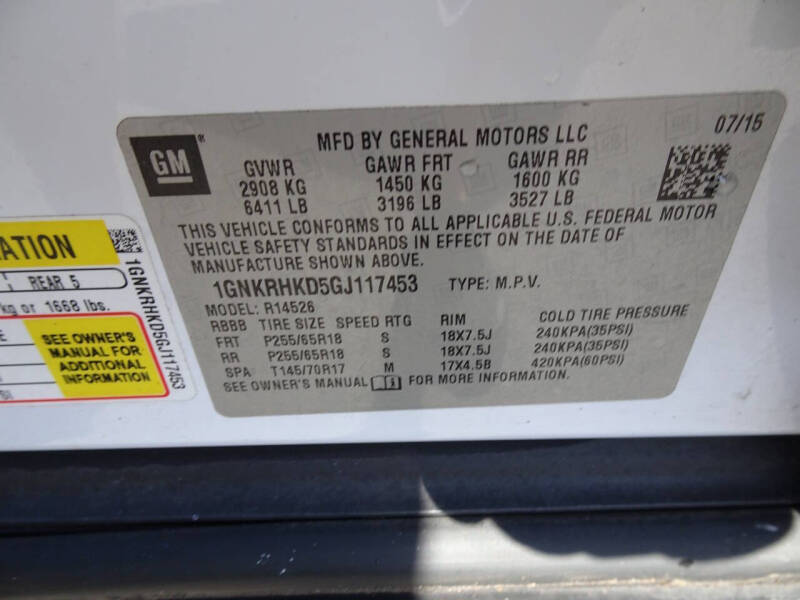 GM
MFD BY GENERAL MOTORS LLC
07/15
GVWR GAWR FRT GAWR RR
2908 KG 1450 KG 1600 KG
6411 LB 3196 LB 3527 LB
THIS VEHICLE CONFORMS TO ALL APPLICABLE U.S. FEDERAL MOTOR
VEHICLE SAFETY STANDARDS IN EFFECT ON THE DATE OF
MANUFACTURE SHOWN ABOVE.
1GNKRHKD5GJ117453 TYPE: M.P.V.
MODEL: R14526
RBBB TIRE SIZE SPEED RTG RIM COLD TIRE PRESSURE
FRT P255/65R18 S 18X7.5J 240KPA(35PSI)
RR P255/65R18 S 18X7.5J 240KPA(35PSI)
SPA T145/70R17 M 17X4.5B 420KPA(60PSI)
SEE OWNER'S MANUAL FOR MORE INFORMATION.
REAR 5
kg or 1668 lbs.
SEE OWNER'S
MANUAL FOR
ADDITIONAL
INFORMATION
1GNKRHKD5GJ117453